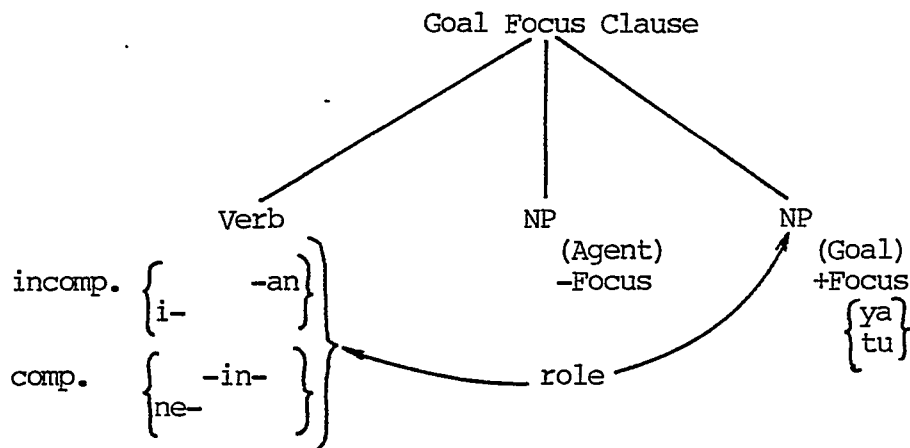 Goal Focus Clause
Verb NP NP
(Agent) (Goal)
incomp. -an -Focus +Focus
i- ya
tu
comp. -in- role
ne-